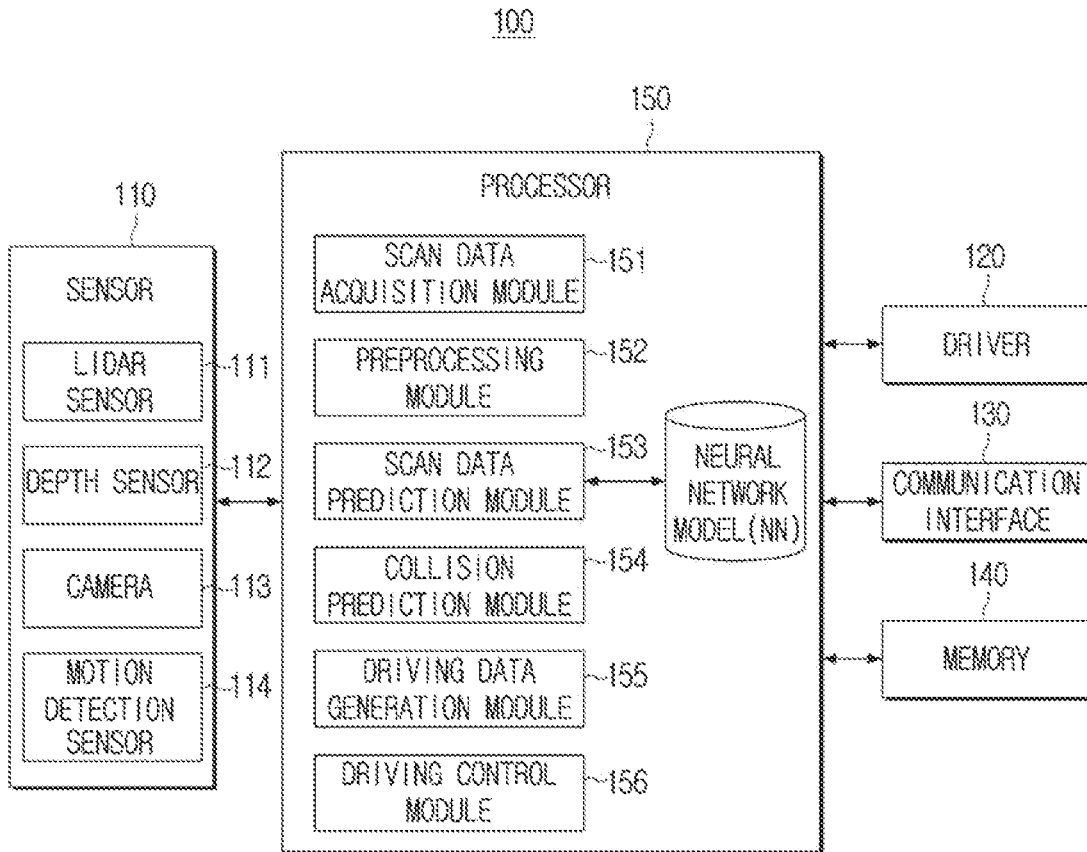 100
150
PROCESSOR
110
SENSOR
LIDAR
SENSOR
111
DEPTH SENSOR
112
CAMERA
113
MOTION
DETECTION
SENSOR
114
SCAN DATA
ACQUISITION MODULE
151
PREPROCESSING
MODULE
152
SCAN DATA
PREDICTION MODULE
153
COLLISION
PREDICTION MODULE
154
DRIVING DATA
GENERATION MODULE
155
DRIVING CONTROL
MODULE
156
NEURAL
NETWORK
MODEL(NN)
120
DRIVER
130
COMMUNICATION
INTERFACE
140
MEMORY